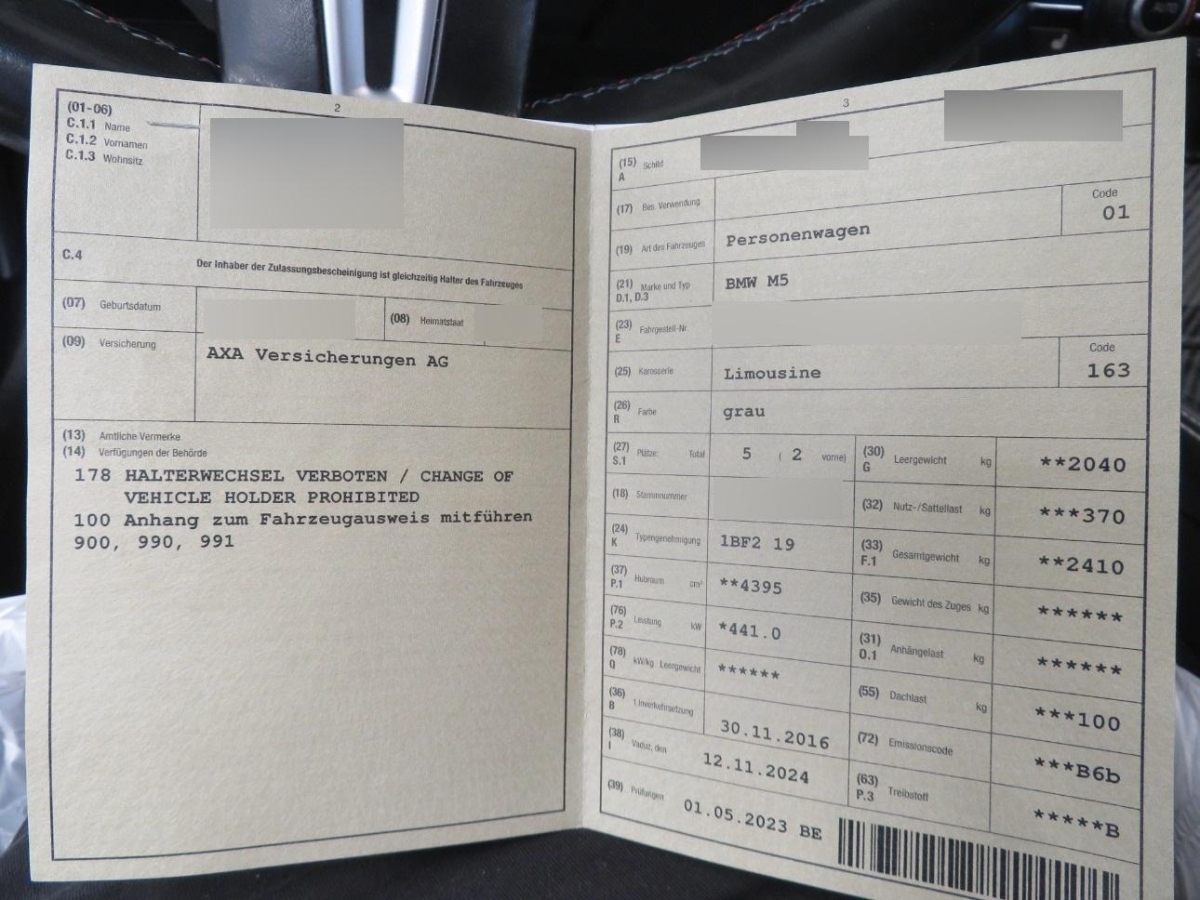 2
(01-06)
C.1.1 Name
C.1.2 Vornamen
C.1.3 Wohnsitz
C.4 Der Inhaber der Zulassungsbescheinigung ist gleichzeitig Halter des Fahrzeuges
(07) Geburtsdatum (08) Heimatstaat
(09) Versicherung AXA Versicherungen AG
(13) Amtliche Vermerke
(14) Verfügungen der Behörde
178 HALTERWECHSEL VERBOTEN / CHANGE OF
VEHICLE HOLDER PROHIBITED
100 Anhang zum Fahrzeugausweis mitführen
900, 990, 991
3
(15) A Schild
(17) Bes. Verwendung
(19) Art des Fahrzeuges Personenwagen Code 01
(21) D.1, D.3 Marke und Typ BMW M5
(23) E Fahrgestell-Nr.
(25) Karosserie Limousine Code 163
(26) R Farbe grau
(27) S.1 Plätze: Total 5 ( 2 vorne)
(30) G Leergewicht kg **2040
(18) Stammnummer
(32) Nutz-/Sattellast kg ***370
(24) K Typengenehmigung 1BF2 19
(33) F.1 Gesamtgewicht kg **2410
(37) P.1 Hubraum cm³ **4395
(35) Gewicht des Zuges kg ******
(76) P.2 Leistung kW *441.0
(31) O.1 Anhängelast kg ******
(78) Q kW/kg Leergewicht ******
(55) Dachlast kg ***100
(36) B 1. Inverkehrsetzung 30.11.2016
(72) Emissionscode ***B6b
(38) I Vaduz, den 12.11.2024
(63) P.3 Treibstoff *****B
(39) Prüfungen 01.05.2023 BE